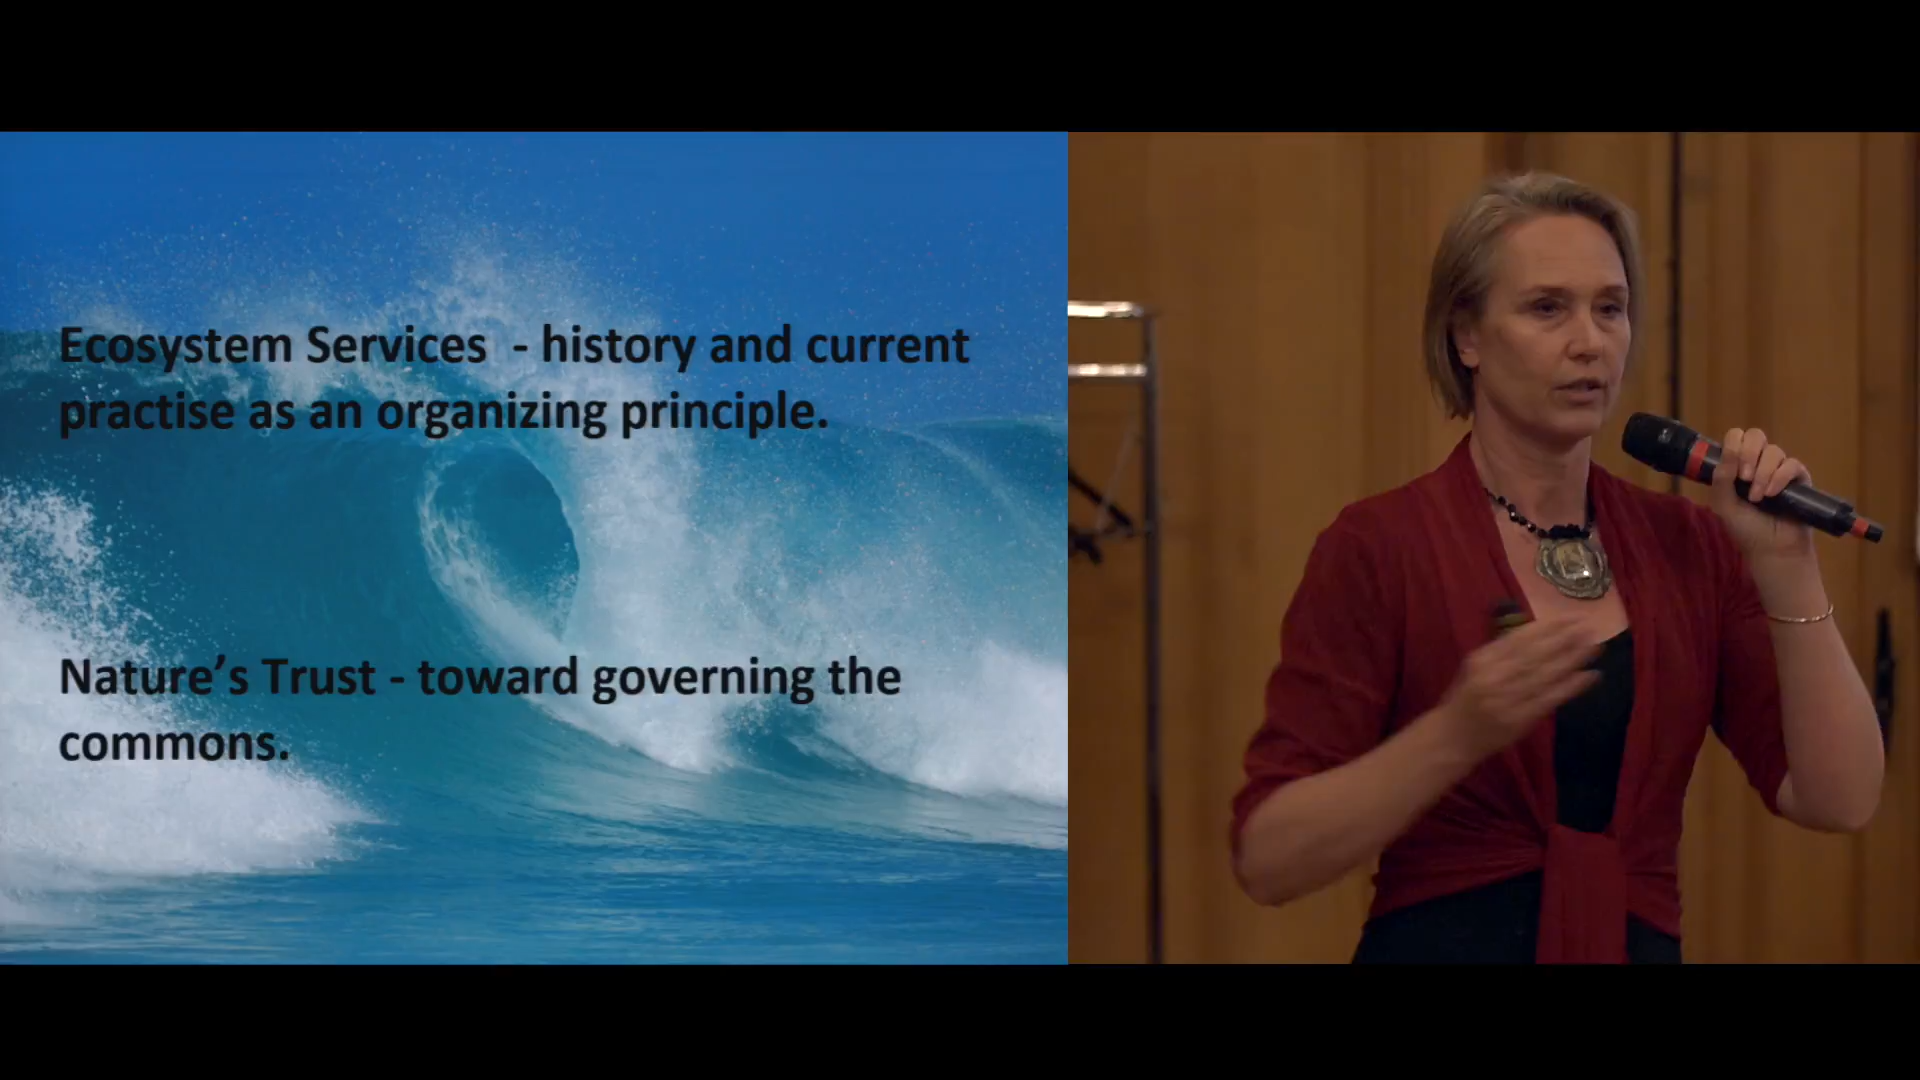 Ecosystem Services - history and current
practise as an organizing principle.
Nature’s Trust - toward governing the
commons.